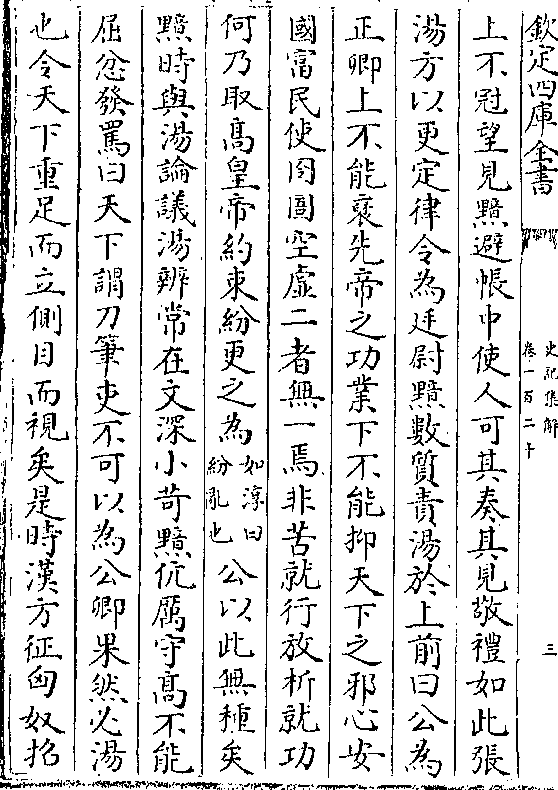 欽定四庫全書
史記集解
卷一百二十
三
上不冠望見黯避帳中使人可其奏其見敬禮如此張
湯方以更定律令為廷尉黯數質責湯於上前曰公為
正卿上不能褒先帝之功業下不能抑天下之邪心安
國富民使囹圄空虛二者無一焉非苦就行放析就功
何乃取髙皇帝約束紛更之為
如淳曰
紛亂也
公以此無種矣
黯時與湯論議湯辨常在文深小苛黯伉厲守髙不能
屈忿發罵曰天下謂刀筆吏不可以為公卿果然必湯
也令天下重足而立側目而視矣是時漢方征匈奴招